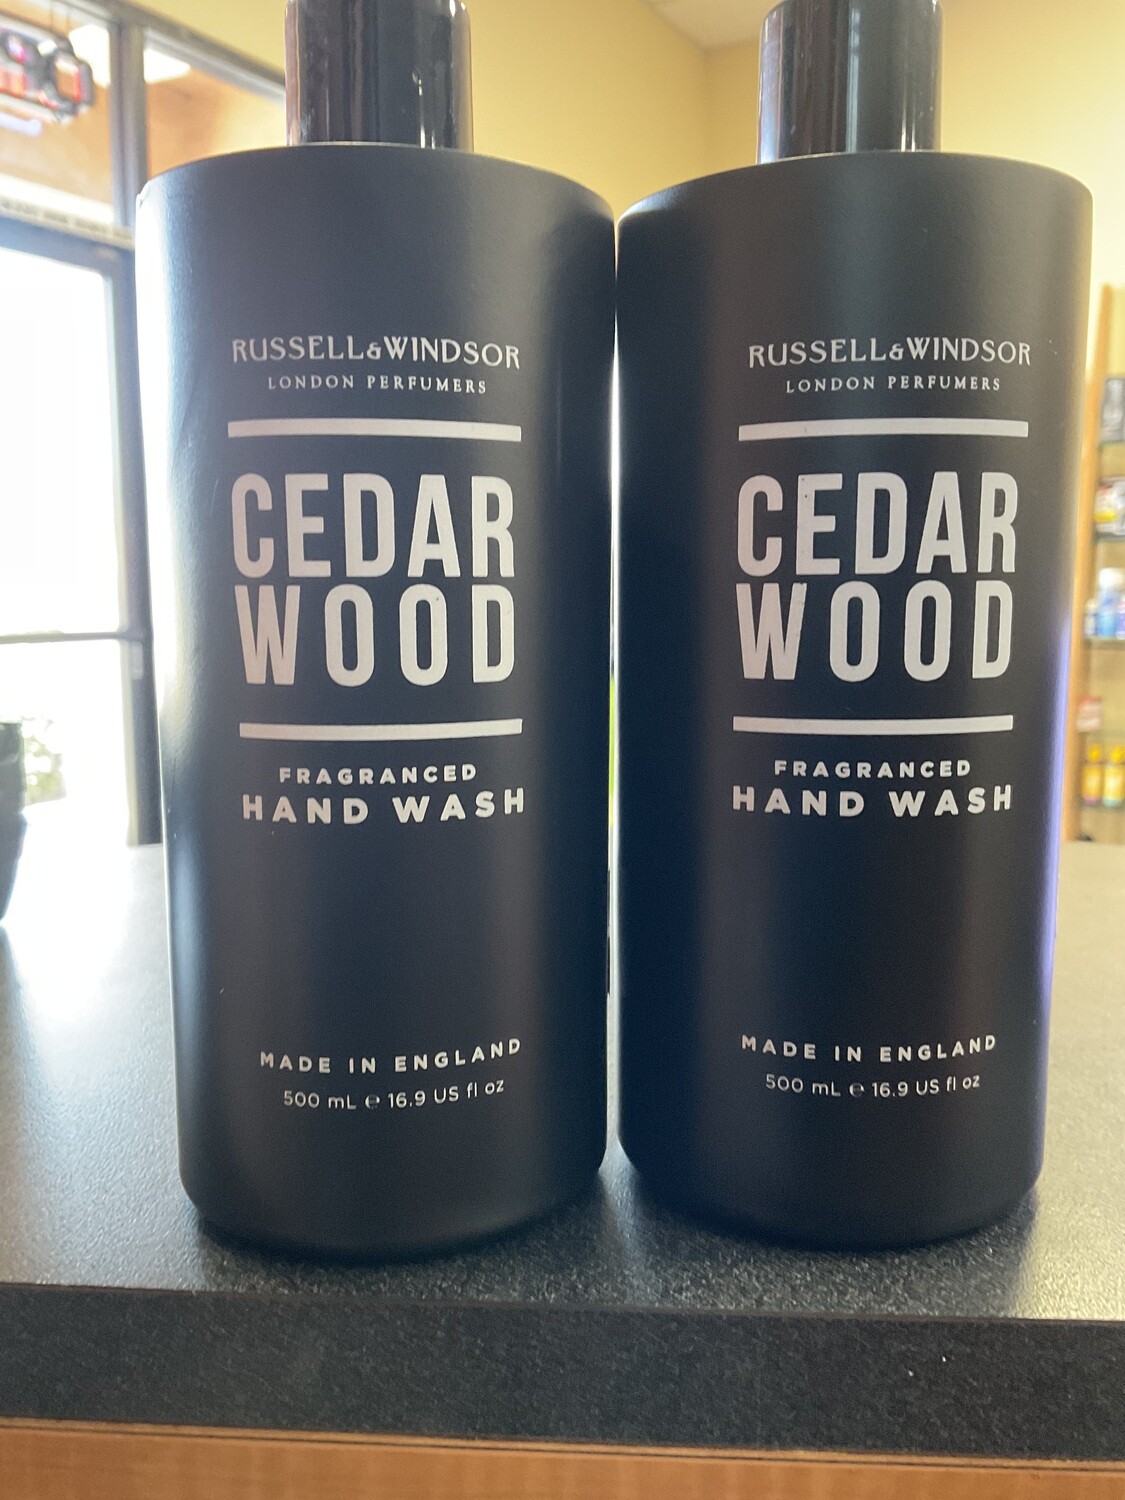 RUSSELL&WINDSOR
LONDON PERFUMERS
CEDAR
WOOD
FRAGRANCED
HAND WASH
MADE IN ENGLAND
500 mL ℮ 16.9 US fl oz
RUSSELL&WINDSOR
LONDON PERFUMERS
CEDAR
WOOD
FRAGRANCED
HAND WASH
MADE IN ENGLAND
500 mL ℮ 16.9 US fl oz